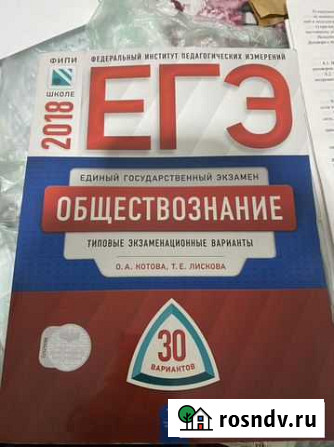 ФИПИ
ШКОЛЕ
ФЕДЕРАЛЬНЫЙ ИНСТИТУТ ПЕДАГОГИЧЕСКИХ ИЗМЕРЕНИЙ
2018
ЕГЭ
ЕДИНЫЙ ГОСУДАРСТВЕННЫЙ ЭКЗАМЕН
ОБЩЕСТВОЗНАНИЕ
ТИПОВЫЕ ЭКЗАМЕНАЦИОННЫЕ ВАРИАНТЫ
О.А. КОТОВА, Т.Е. ЛИСКОВА
30
ВАРИАНТОВ
rosndv.ru